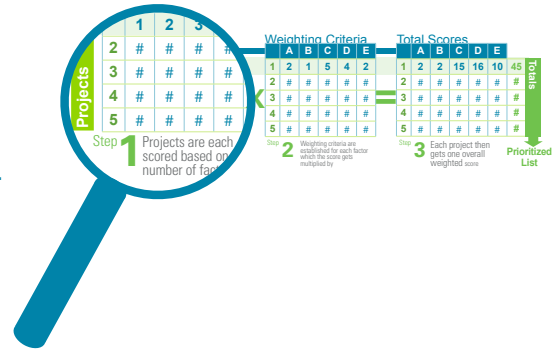 1 2 3
2 # # # #
3 # # # #
4 # # # #
5 # # # #
Projects
Step 1
Projects are each
scored based on
number of
x
Weighting Criteria
A B C D E
1 2 1 5 4 2
2 # # # # #
3 # # # # #
4 # # # # #
5 # # # # #
Step 2
Weighting criteria are
established for each factor
which the score gets
multiplied by
=
Total Scores
A B C D E
1 2 2 15 16 10 45
2 # # # # # #
3 # # # # # #
4 # # # # # #
5 # # # # # #
Totals
Step 3
Each project then
gets one overall
weighted score
Prioritized
List